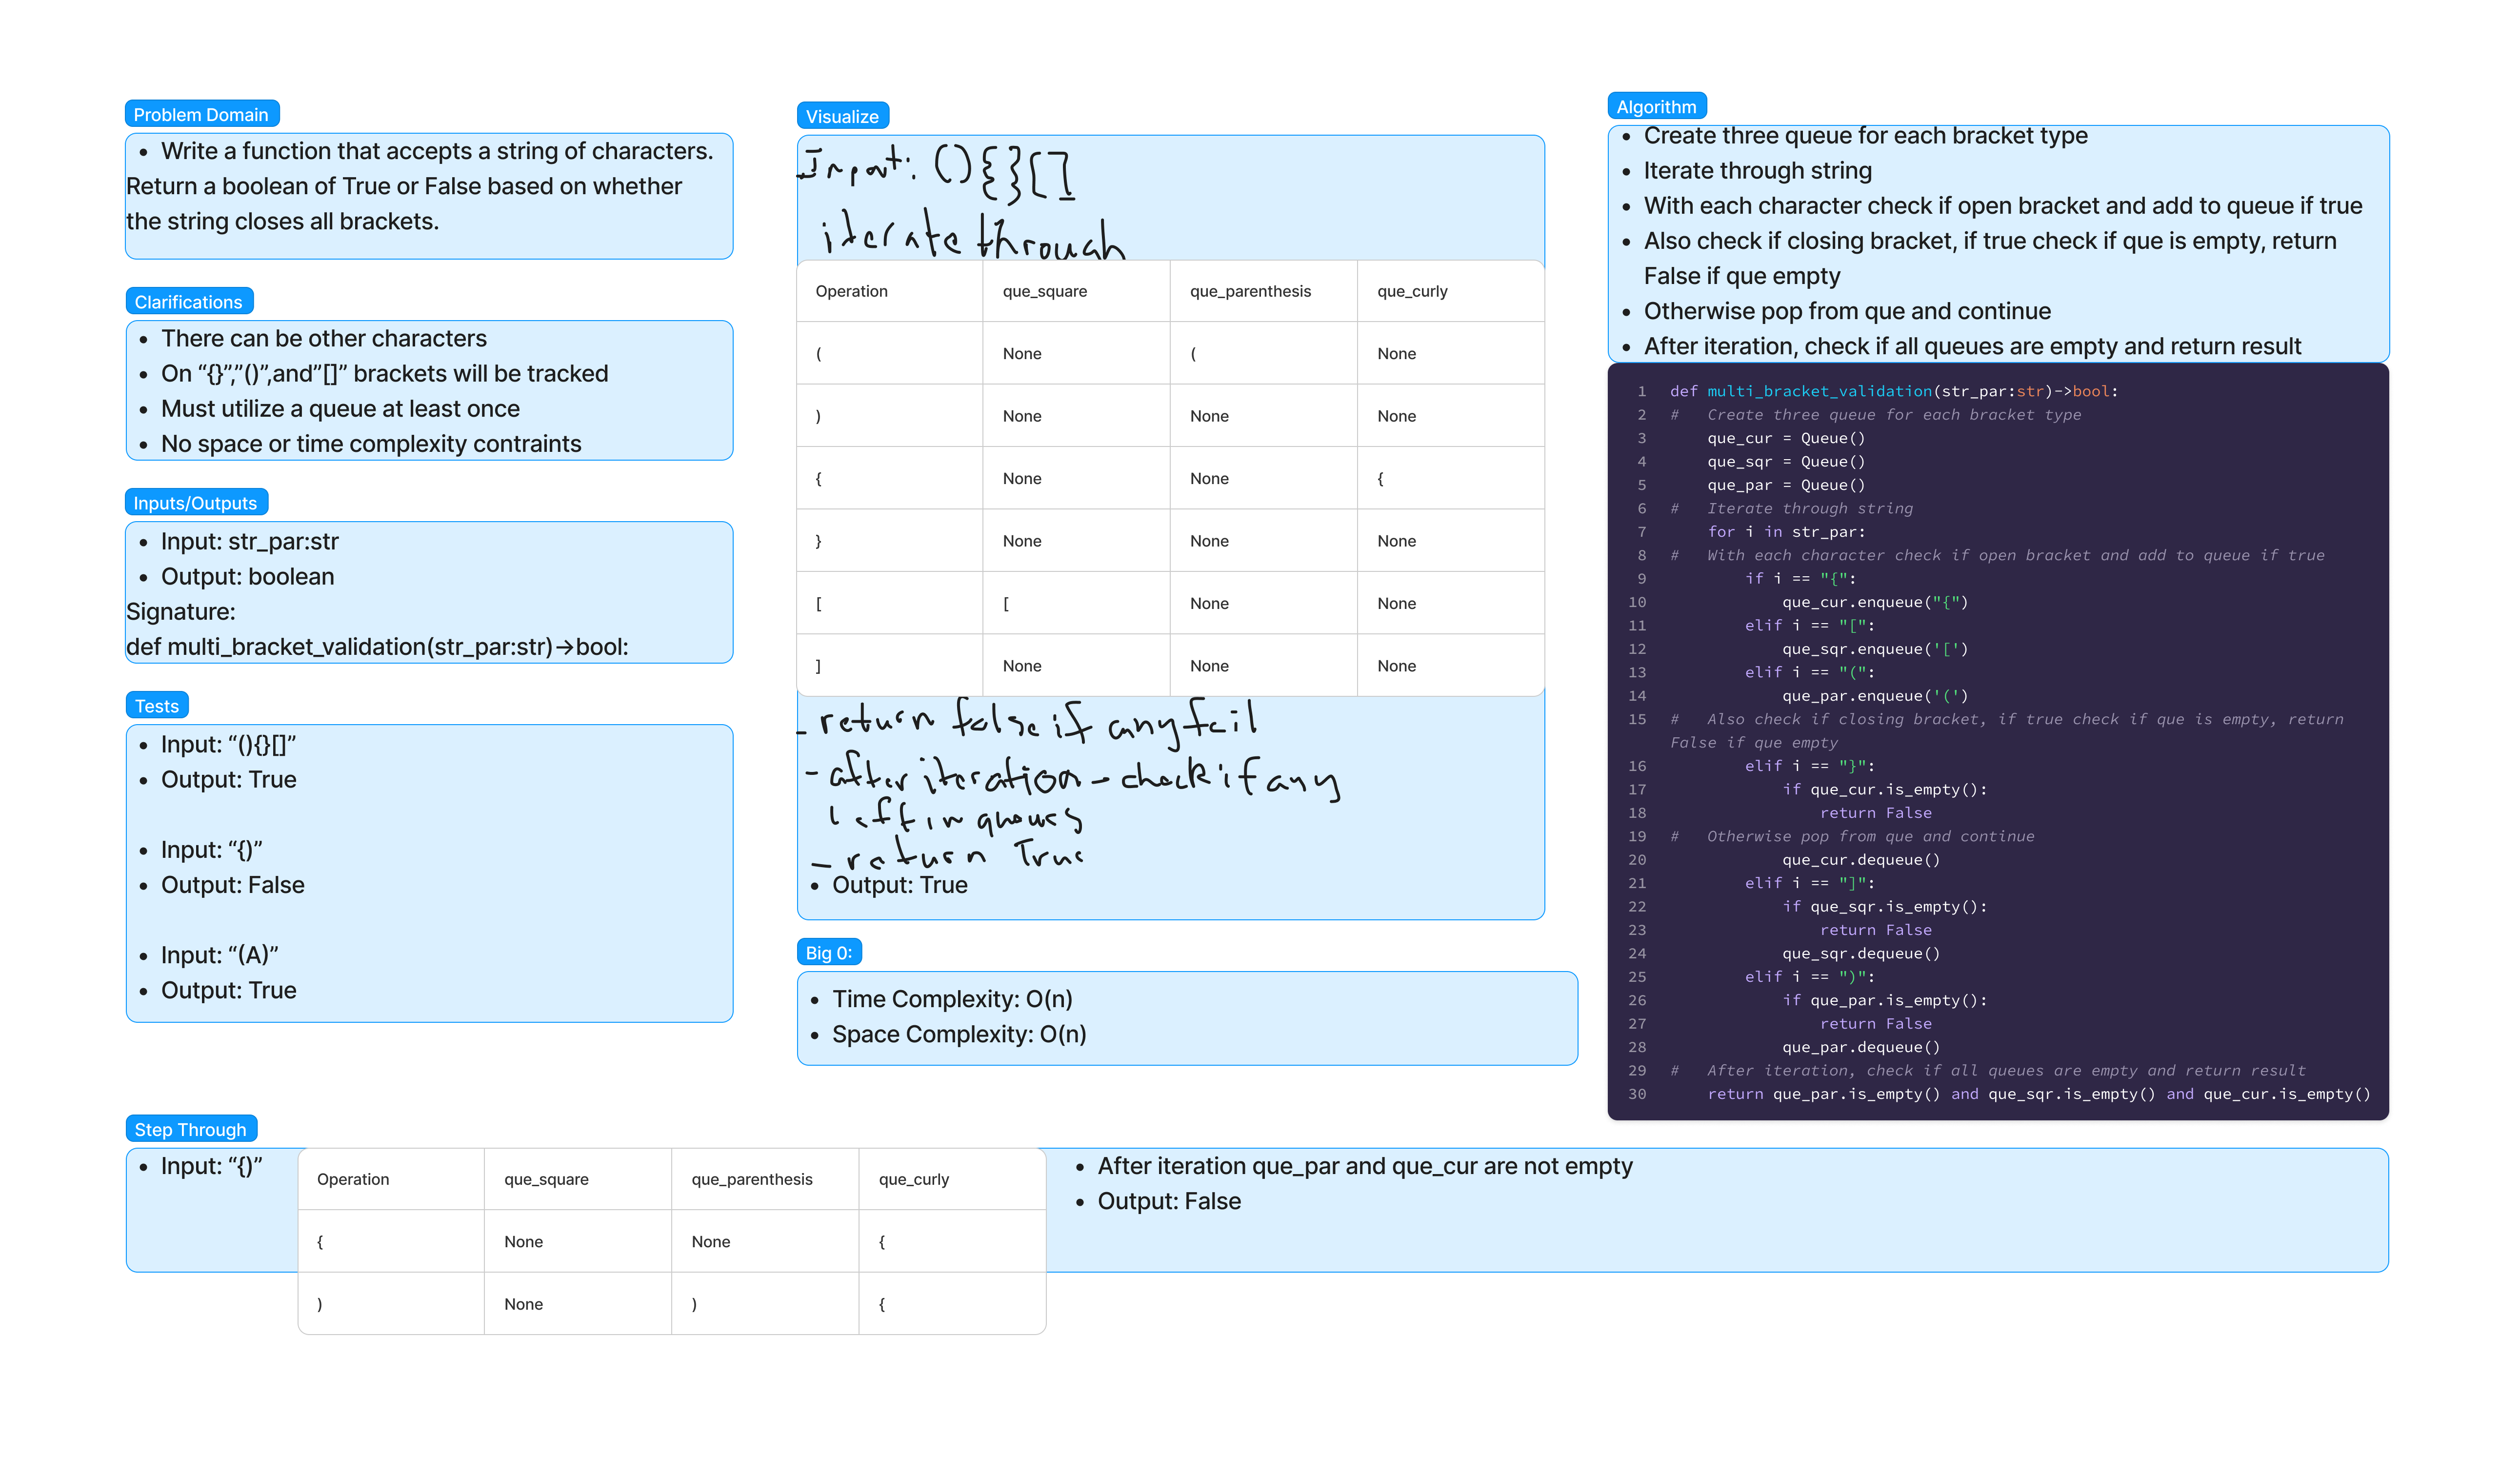 Problem Domain
• Write a function that accepts a string of characters.
Return a boolean of True or False based on whether
the string closes all brackets.
Clarifications
• There can be other characters
• On “{}”,”()”,and”[]” brackets will be tracked
• Must utilize a queue at least once
• No space or time complexity contraints
Inputs/Outputs
• Input: str_par:str
• Output: boolean
Signature:
def multi_bracket_validation(str_par:str)→bool:
Tests
• Input: “(){}[]”
• Output: True
• Input: “{)”
• Output: False
• Input: “(A)”
• Output: True
Visualize
Input: (){}[]
iterate through
Operation que_square que_parenthesis que_curly
( None ( None
) None None None
{ None None {
} None None None
[ [ None None
] None None None
- return false if any fail
- after iteration - check if any
left in queues
- return True
• Output: True
Big 0:
• Time Complexity: O(n)
• Space Complexity: O(n)
Algorithm
• Create three queue for each bracket type
• Iterate through string
• With each character check if open bracket and add to queue if true
• Also check if closing bracket, if true check if que is empty, return
False if que empty
• Otherwise pop from que and continue
• After iteration, check if all queues are empty and return result
1 def multi_bracket_validation(str_par:str)->bool:
2 #   Create three queue for each bracket type
3     que_cur = Queue()
4     que_sqr = Queue()
5     que_par = Queue()
6 #   Iterate through string
7     for i in str_par:
8 #   With each character check if open bracket and add to queue if true
9         if i == "{":
10             que_cur.enqueue("{")
11         elif i == "[":
12             que_sqr.enqueue('[')
13         elif i == "(":
14             que_par.enqueue('(')
15 #   Also check if closing bracket, if true check if que is empty, return
False if que empty
16         elif i == "}":
17             if que_cur.is_empty():
18                 return False
19 #   Otherwise pop from que and continue
20             que_cur.dequeue()
21         elif i == "]":
22             if que_sqr.is_empty():
23                 return False
24             que_sqr.dequeue()
25         elif i == ")":
26             if que_par.is_empty():
27                 return False
28             que_par.dequeue()
29 #   After iteration, check if all queues are empty and return result
30     return que_par.is_empty() and que_sqr.is_empty() and que_cur.is_empty()
Step Through
• Input: “{)”
Operation que_square que_parenthesis que_curly
{ None None {
) None ) {
• After iteration que_par and que_cur are not empty
• Output: False